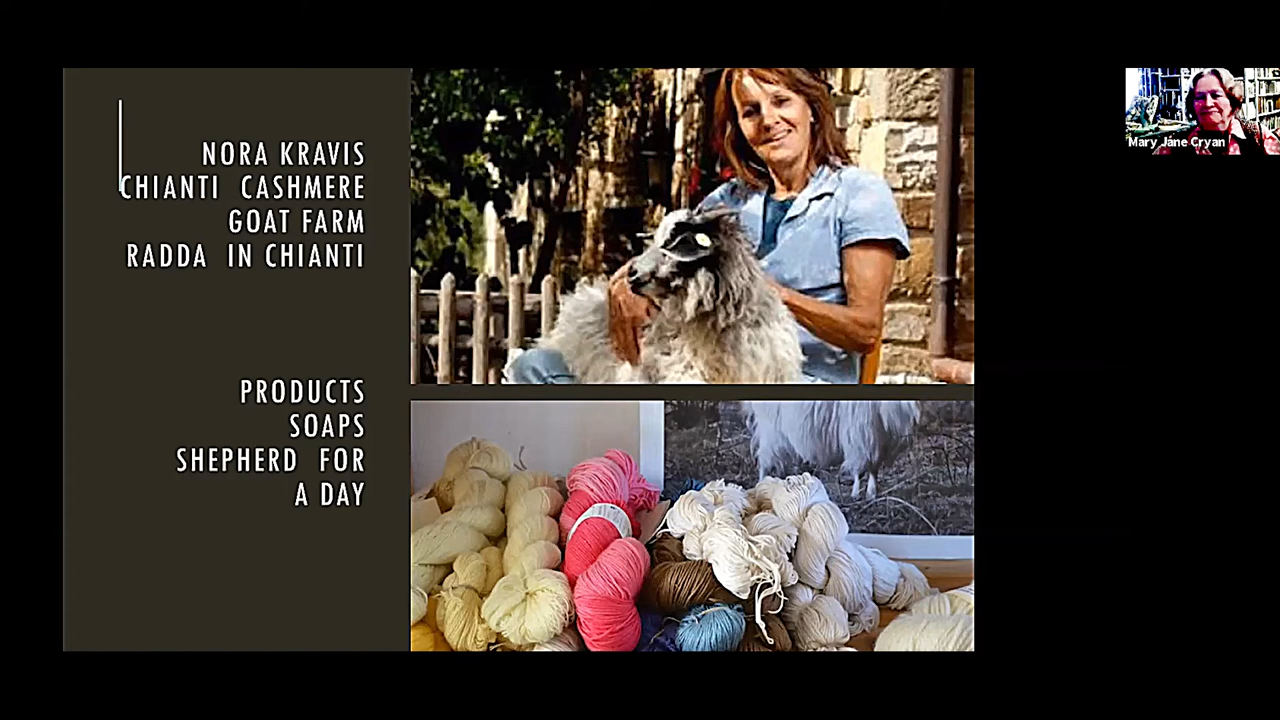 NORA KRAVIS
CHIANTI CASHMERE
GOAT FARM
RADDA IN CHIANTI
PRODUCTS
SOAPS
SHEPHERD FOR
A DAY
Mary Jane Cryan